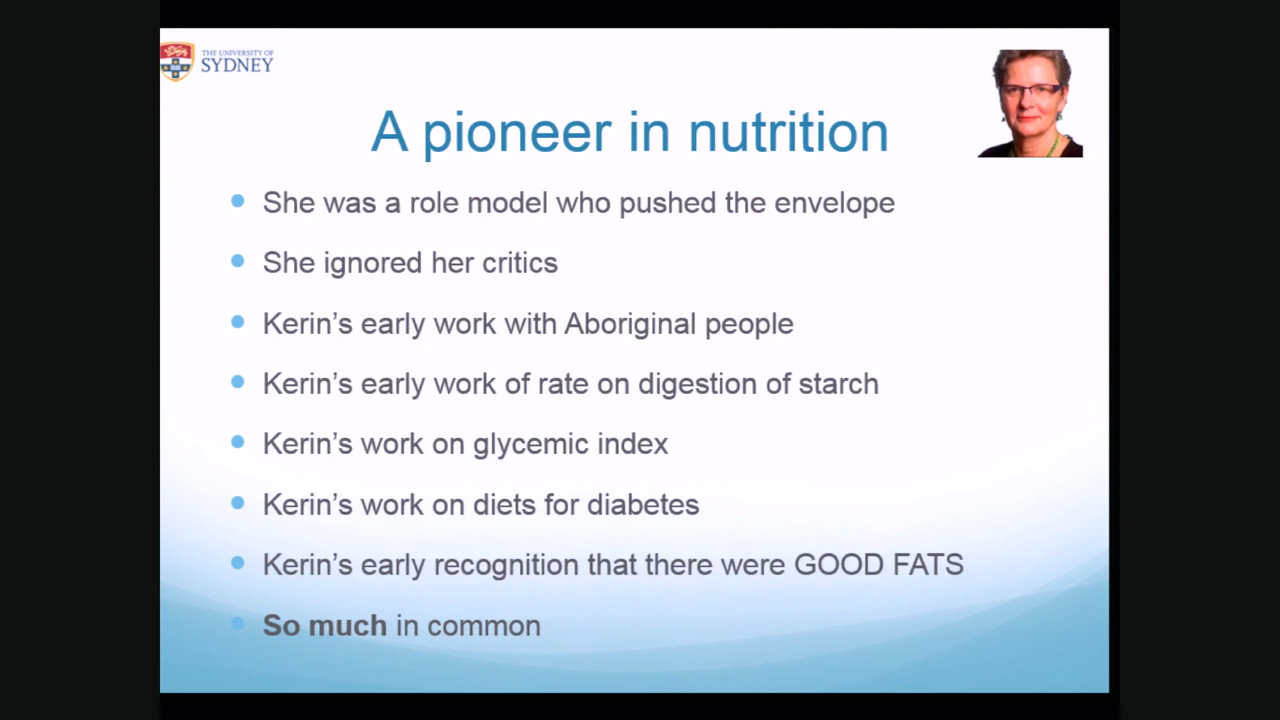 THE UNIVERSITY OF
SYDNEY
A pioneer in nutrition
She was a role model who pushed the envelope
She ignored her critics
Kerin's early work with Aboriginal people
Kerin's early work of rate on digestion of starch
Kerin's work on glycemic index
Kerin's work on diets for diabetes
Kerin's early recognition that there were GOOD FATS
So much in common